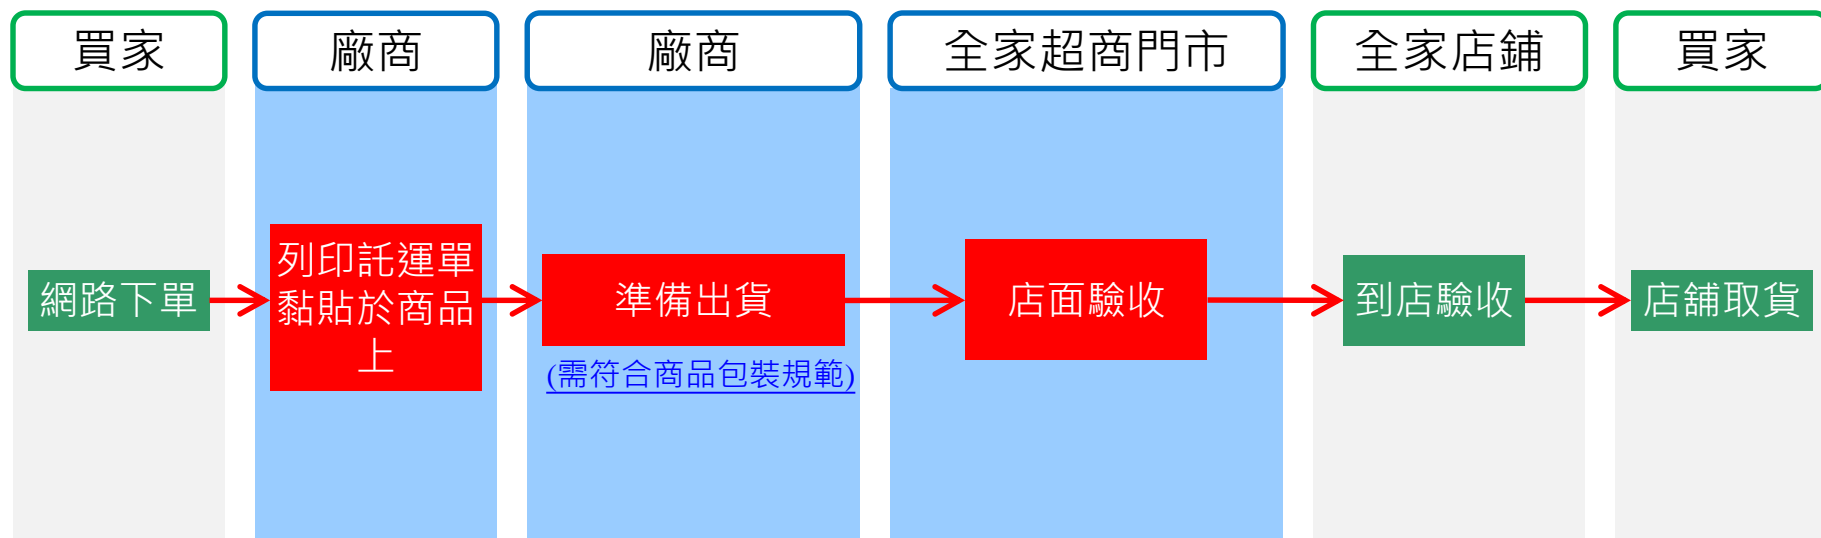 買家
廠商
廠商
全家超商門市
全家店鋪
買家
網路下單
列印託運單
黏貼於商品
上
準備出貨
(需符合商品包裝規範)
店面驗收
到店驗收
店舖取貨